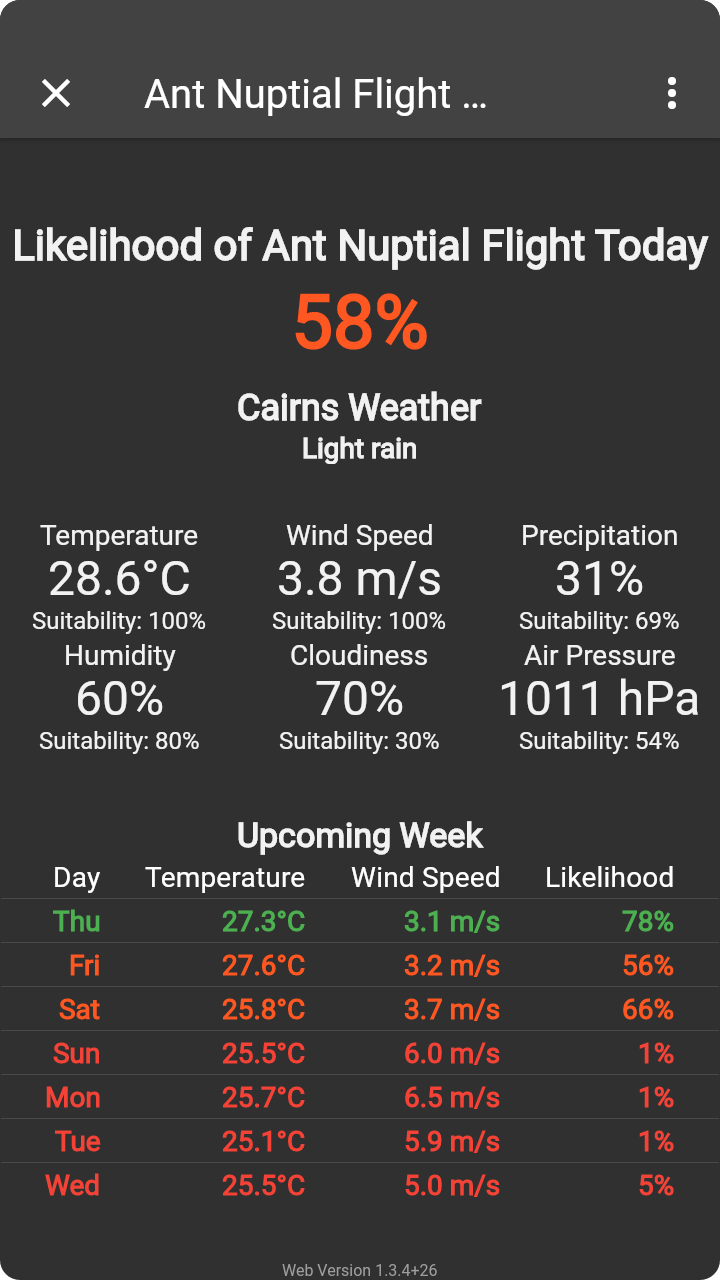 Ant Nuptial Flight ...
Likelihood of Ant Nuptial Flight Today
58%
Cairns Weather
Light rain
Temperature Wind Speed Precipitation
28.6°C 3.8 m/s 31%
Suitability: 100% Suitability: 100% Suitability: 69%
Humidity Cloudiness Air Pressure
60% 70% 1011 hPa
Suitability: 80% Suitability: 30% Suitability: 54%
Upcoming Week
Day Temperature Wind Speed Likelihood
Thu 27.3°C 3.1 m/s 78%
Fri 27.6°C 3.2 m/s 56%
Sat 25.8°C 3.7 m/s 66%
Sun 25.5°C 6.0 m/s 1%
Mon 25.7°C 6.5 m/s 1%
Tue 25.1°C 5.9 m/s 1%
Wed 25.5°C 5.0 m/s 5%
Web Version 1.3.4+26